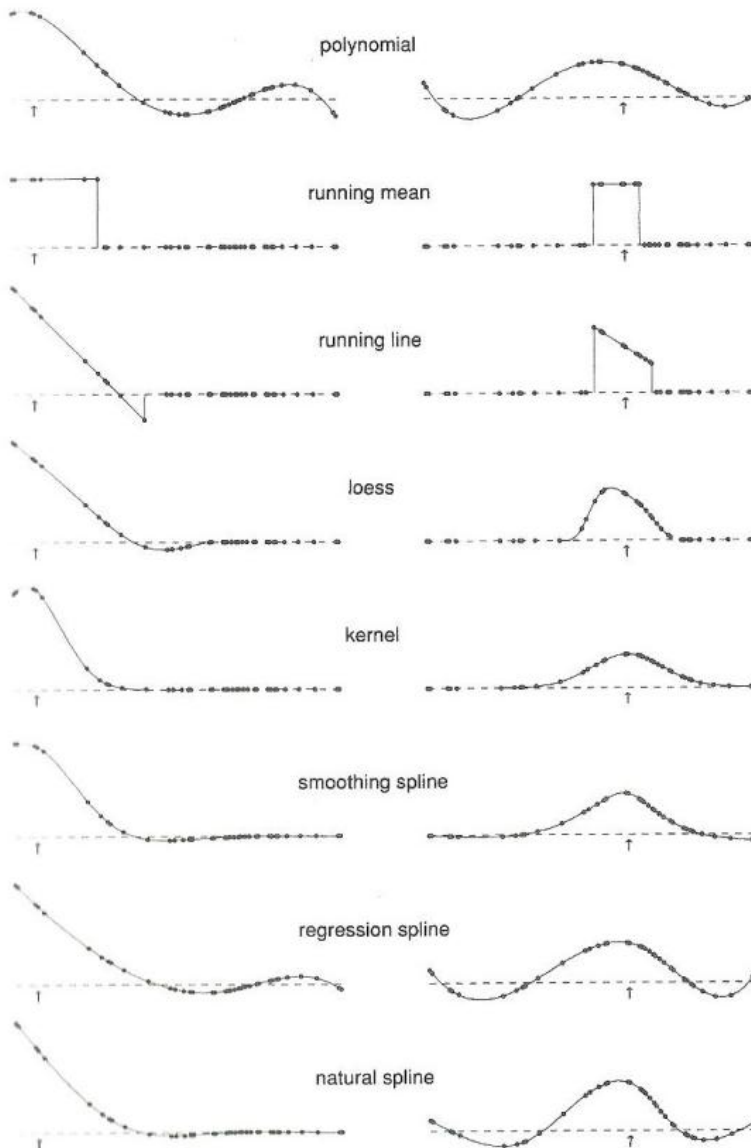 polynomial
running mean
running line
loess
kernel
smoothing spline
regression spline
natural spline